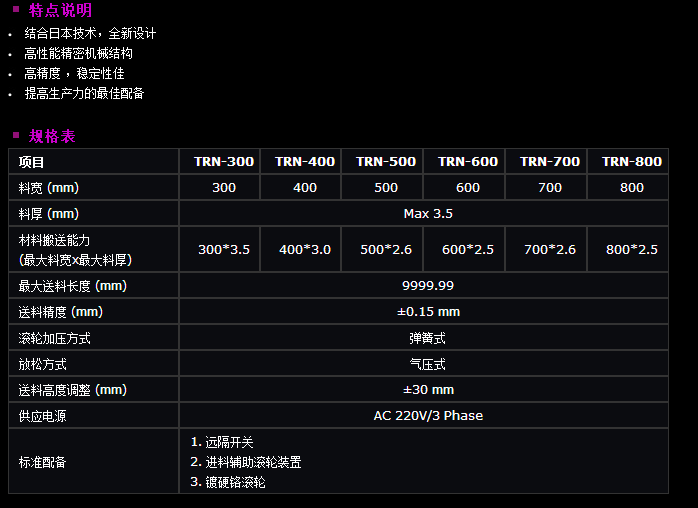 特点说明
结合日本技术，全新设计
高性能精密机械结构
高精度 ，稳定性佳
提高生产力的最佳配备
规格表
项目 TRN-300 TRN-400 TRN-500 TRN-600 TRN-700 TRN-800
料宽 (mm) 300 400 500 600 700 800
料厚 (mm) Max 3.5
材料搬送能力
(最大料宽x最大料厚) 300*3.5 400*3.0 500*2.6 600*2.5 700*2.6 800*2.5
最大送料长度 (mm) 9999.99
送料精度 (mm) ±0.15 mm
滚轮加压方式 弹簧式
放松方式 气压式
送料高度调整 (mm) ±30 mm
供应电源 AC 220V/3 Phase
标准配备
1. 远隔开关
2. 进料辅助滚轮装置
3. 镀硬铬滚轮